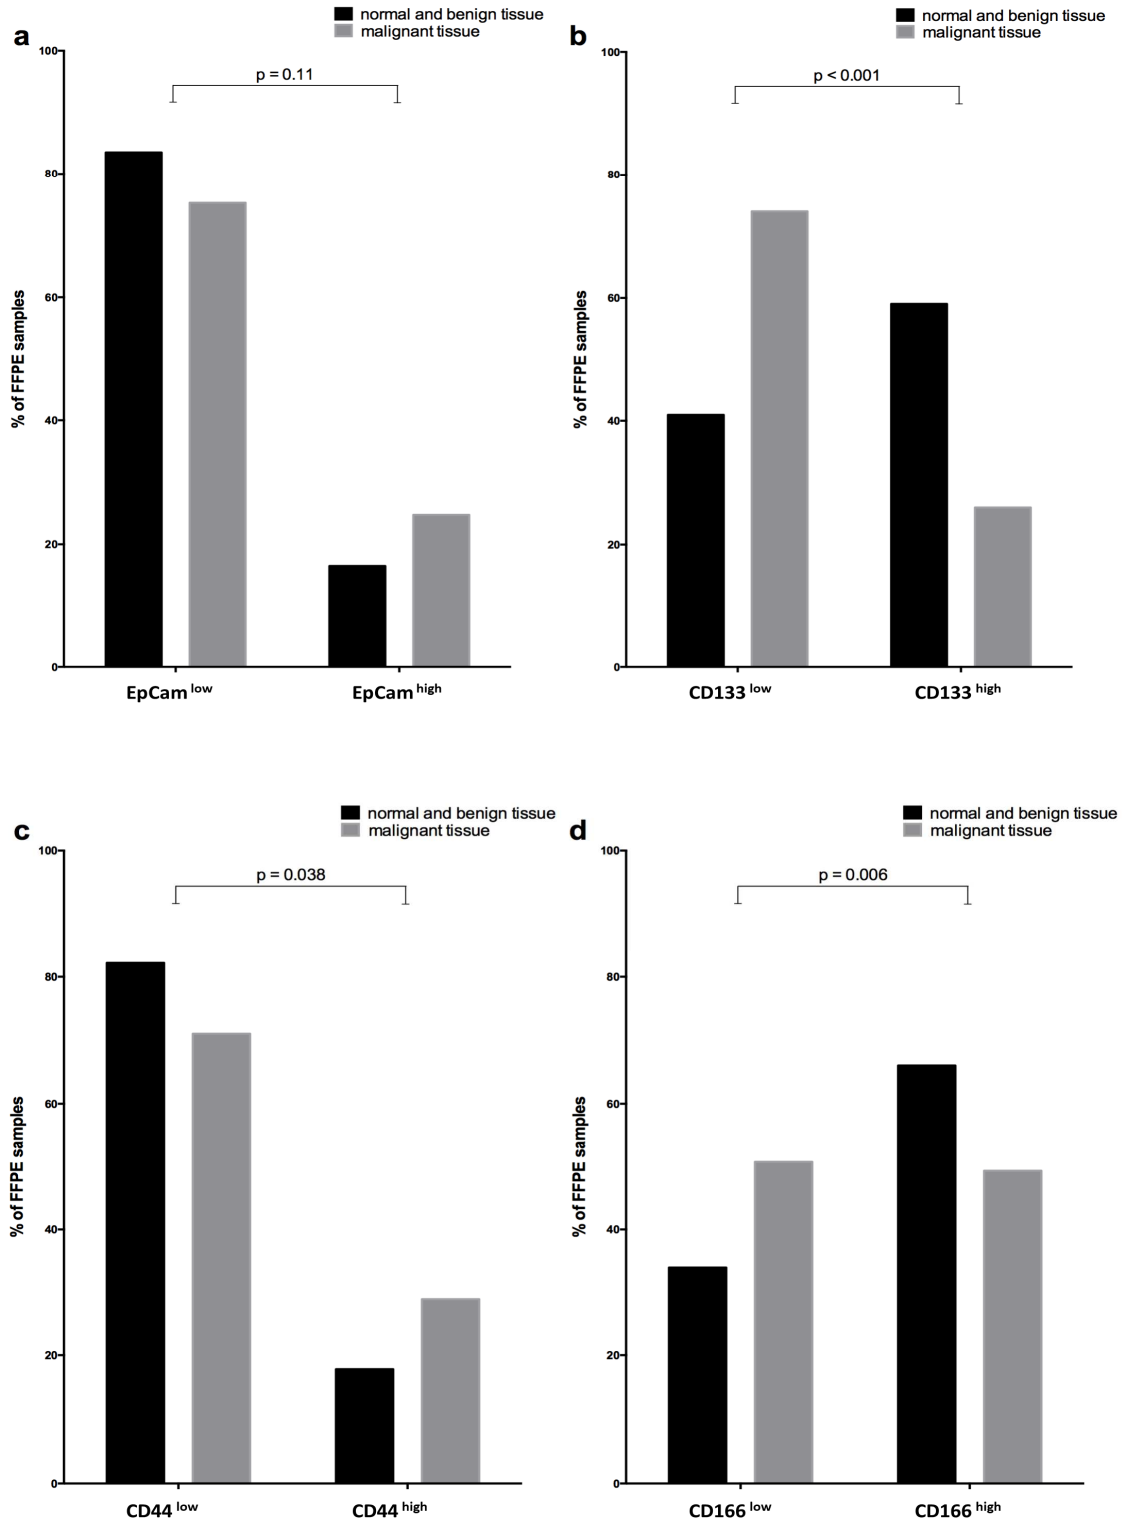 a
normal and benign tissue
malignant tissue
p = 0.11
100
80
60
40
20
0
% of FFPE samples
EpCam low
EpCam high
b
normal and benign tissue
malignant tissue
p < 0.001
100
80
60
40
20
0
% of FFPE samples
CD133 low
CD133 high
c
normal and benign tissue
malignant tissue
p = 0.038
100
80
60
40
20
0
% of FFPE samples
CD44 low
CD44 high
d
normal and benign tissue
malignant tissue
p = 0.006
100
80
60
40
20
0
% of FFPE samples
CD166 low
CD166 high